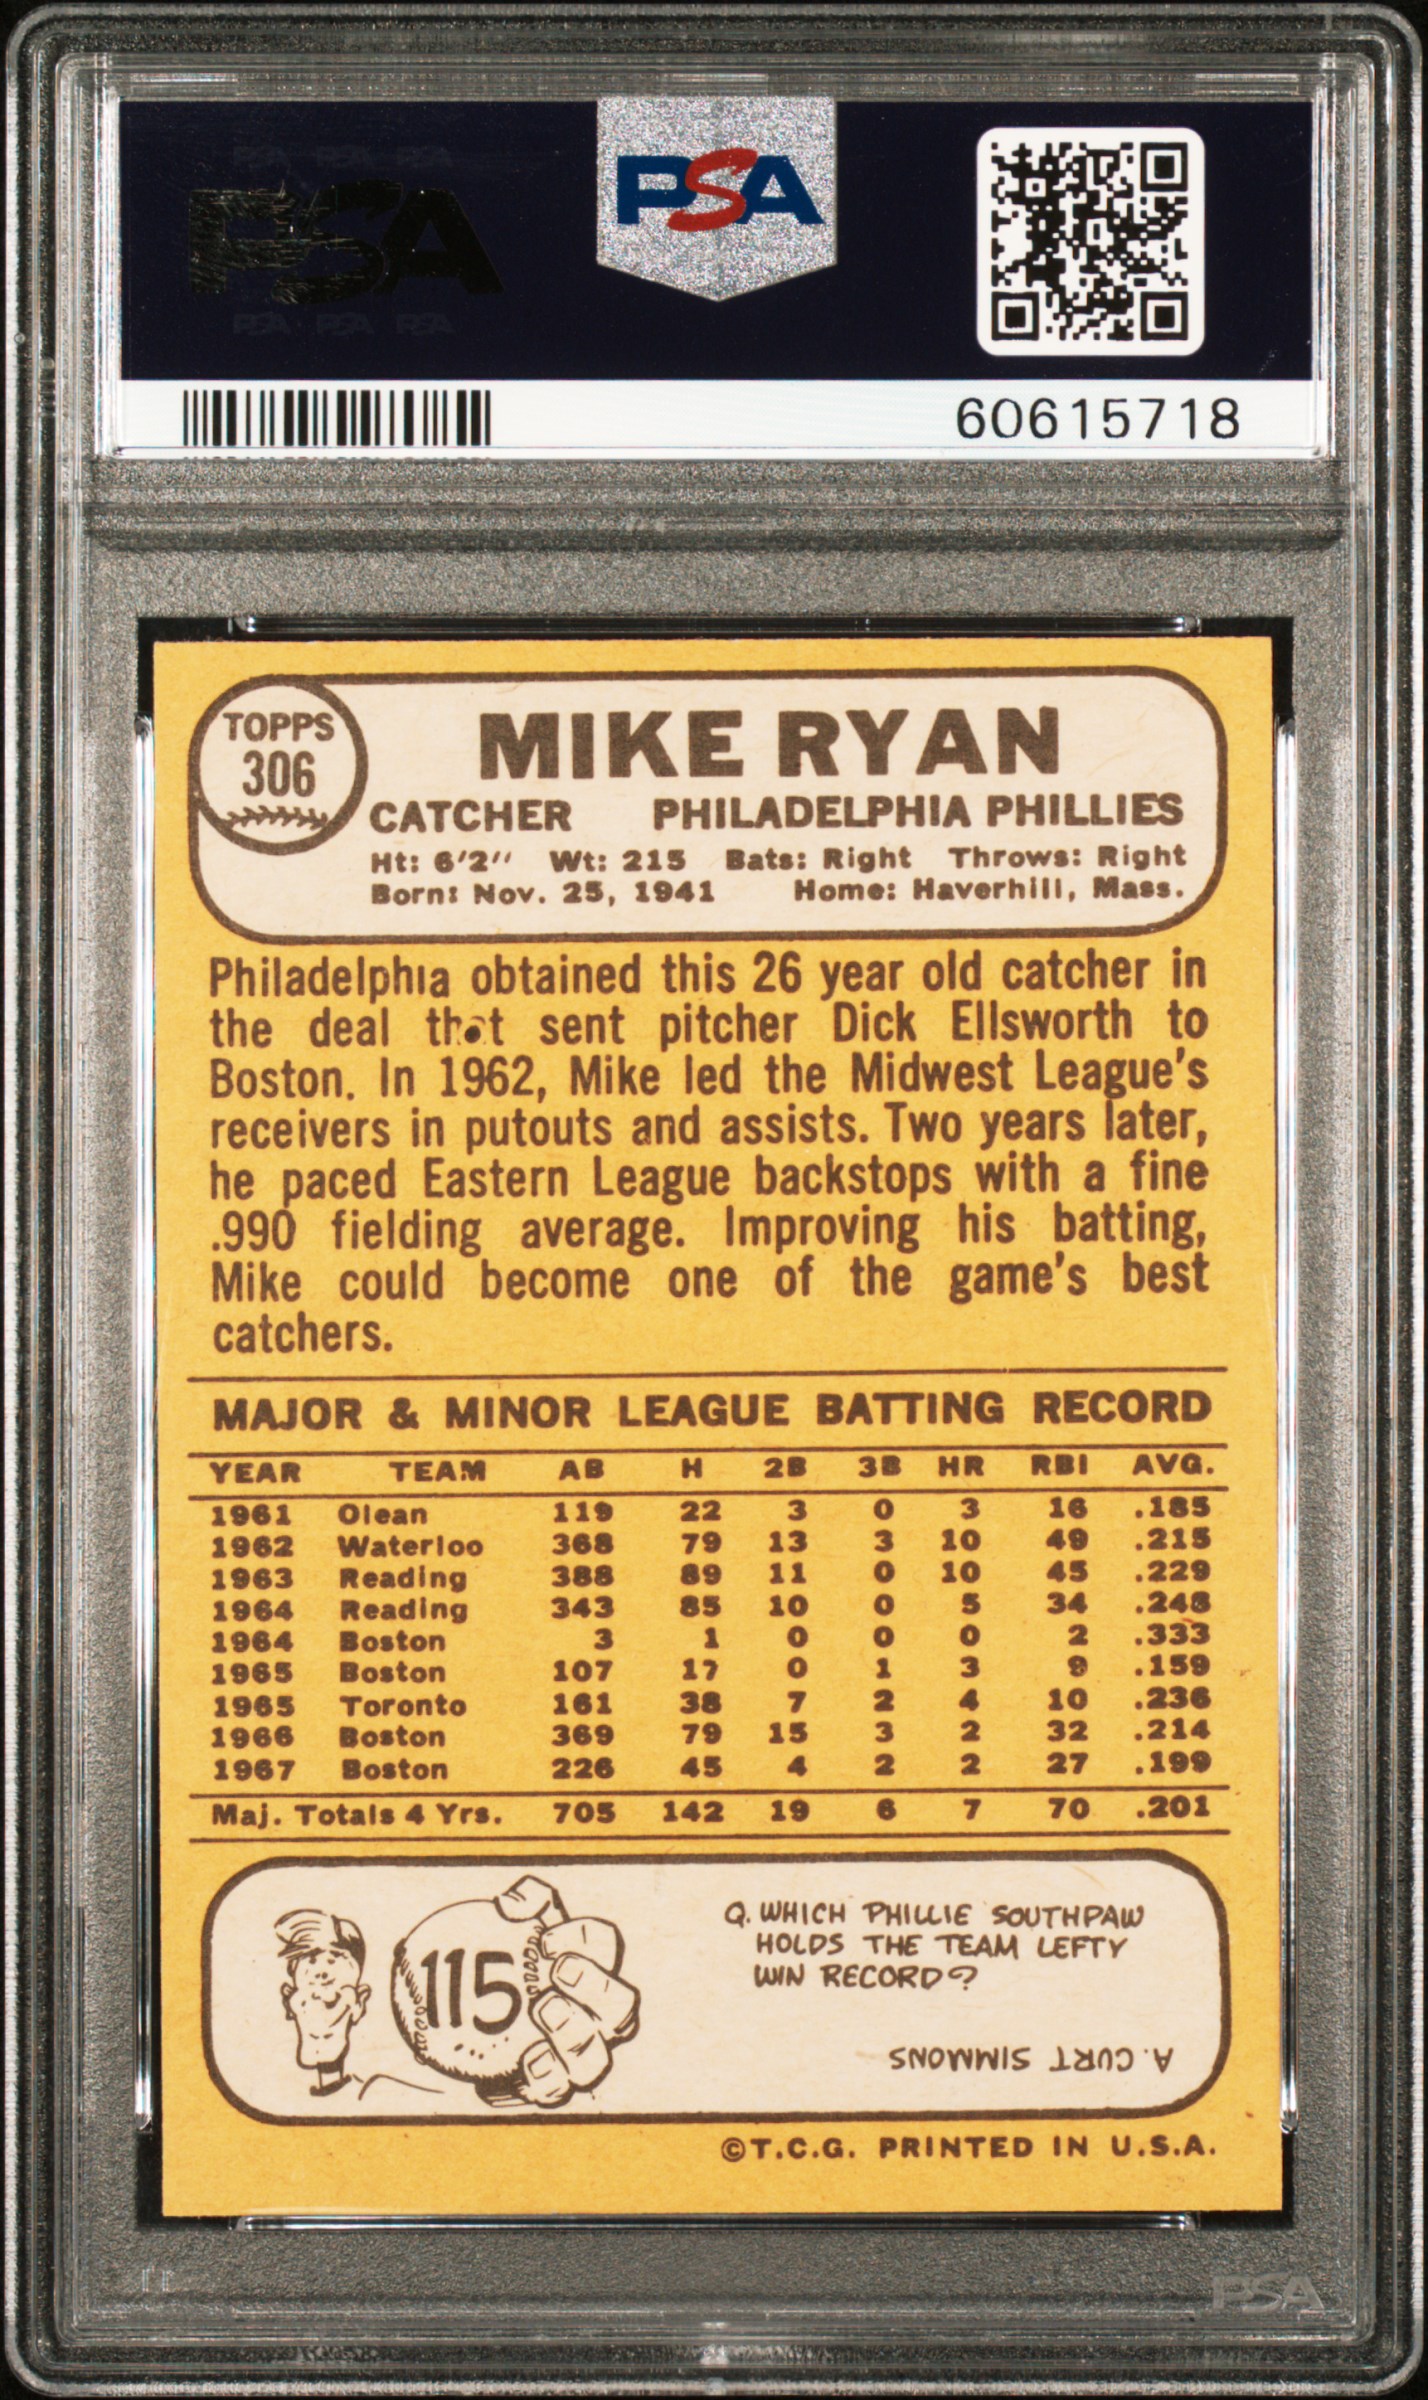 PSA PSA PSA
PSA
PSA PSA PSA
PSA
60615718
TOPPS
306
MIKE RYAN
CATCHER PHILADELPHIA PHILLIES
Ht: 6'2" Wt: 215 Bats: Right Throws: Right
Born: Nov. 25, 1941 Home: Haverhill, Mass.
Philadelphia obtained this 26 year old catcher in
the deal that sent pitcher Dick Ellsworth to
Boston. In 1962, Mike led the Midwest League's
receivers in putouts and assists. Two years later,
he paced Eastern League backstops with a fine
.990 fielding average. Improving his batting,
Mike could become one of the game's best
catchers.
MAJOR & MINOR LEAGUE BATTING RECORD
YEAR TEAM AB H 2B 3B HR RBI AVG.
1961 Olean 119 22 3 0 3 16 .185
1962 Waterloo 368 79 13 3 10 49 .215
1963 Reading 388 89 11 0 10 45 .229
1964 Reading 343 85 10 0 5 34 .248
1964 Boston 3 1 0 0 0 2 .333
1965 Boston 107 17 0 1 3 9 .159
1965 Toronto 161 38 7 2 4 10 .236
1966 Boston 369 79 15 3 2 32 .214
1967 Boston 226 45 4 2 2 27 .199
Maj. Totals 4 Yrs. 705 142 19 6 7 70 .201
115
Q. WHICH PHILLIE SOUTHPAW
HOLDS THE TEAM LEFTY
WIN RECORD?
A. CURT SIMMONS
©T.C.G. PRINTED IN U.S.A.
PSA